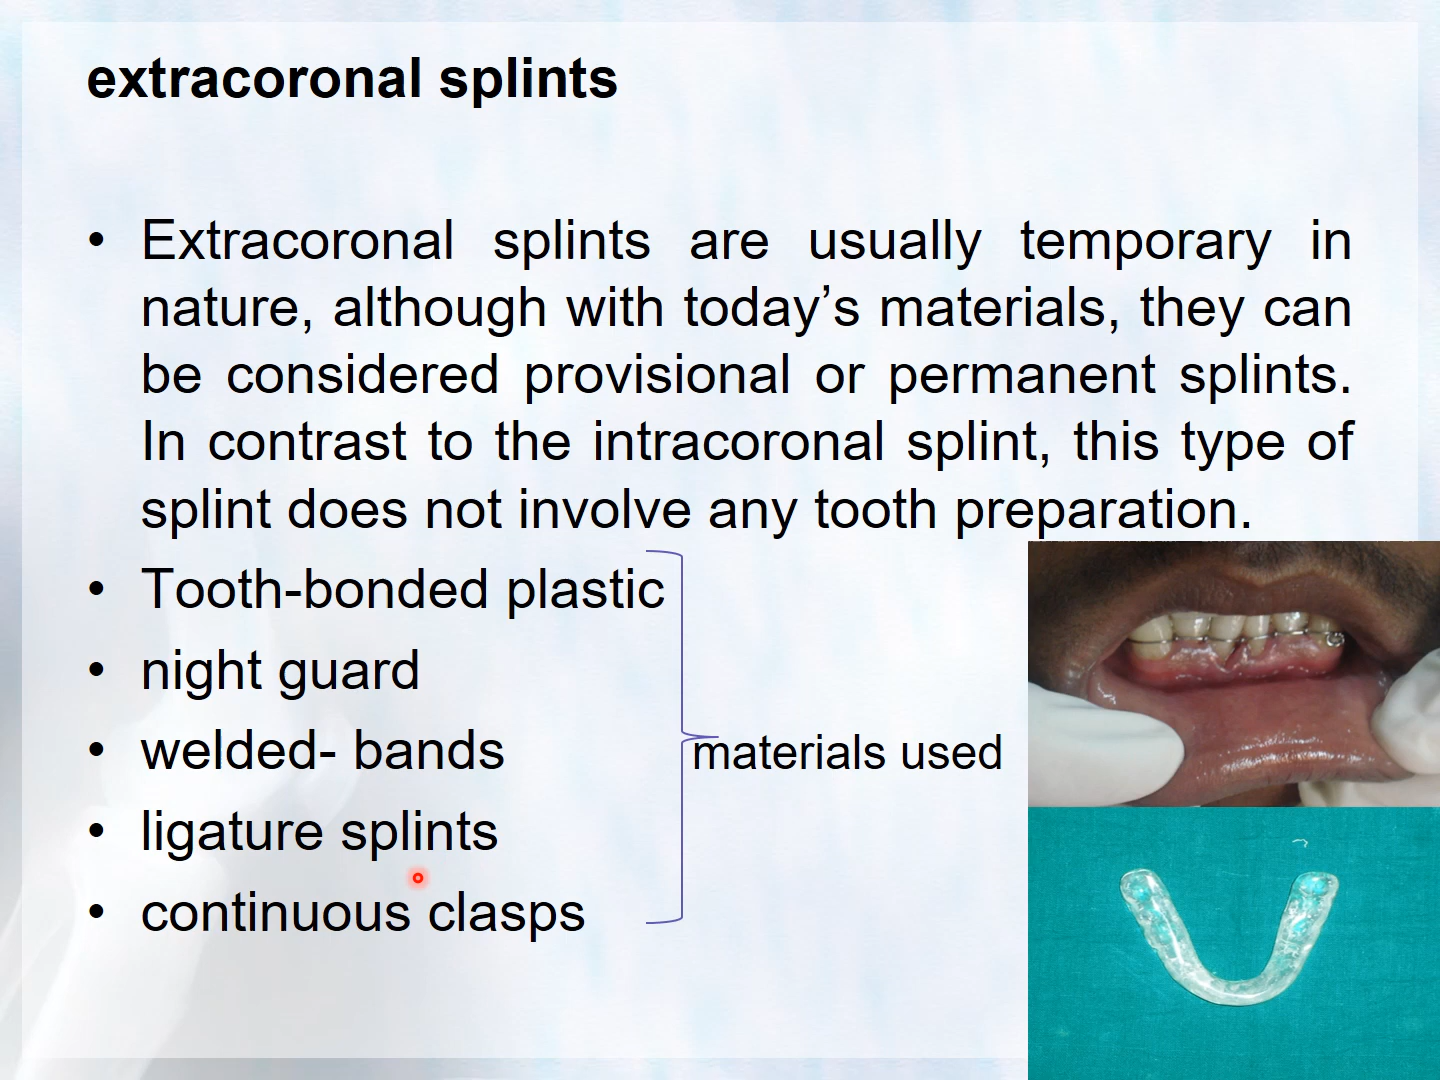 extracoronal splints
• Extracoronal splints are usually temporary in
nature, although with today’s materials, they can
be considered provisional or permanent splints.
In contrast to the intracoronal splint, this type of
splint does not involve any tooth preparation.
• Tooth-bonded plastic
• night guard
• welded- bands
materials used
• ligature splints
• continuous clasps